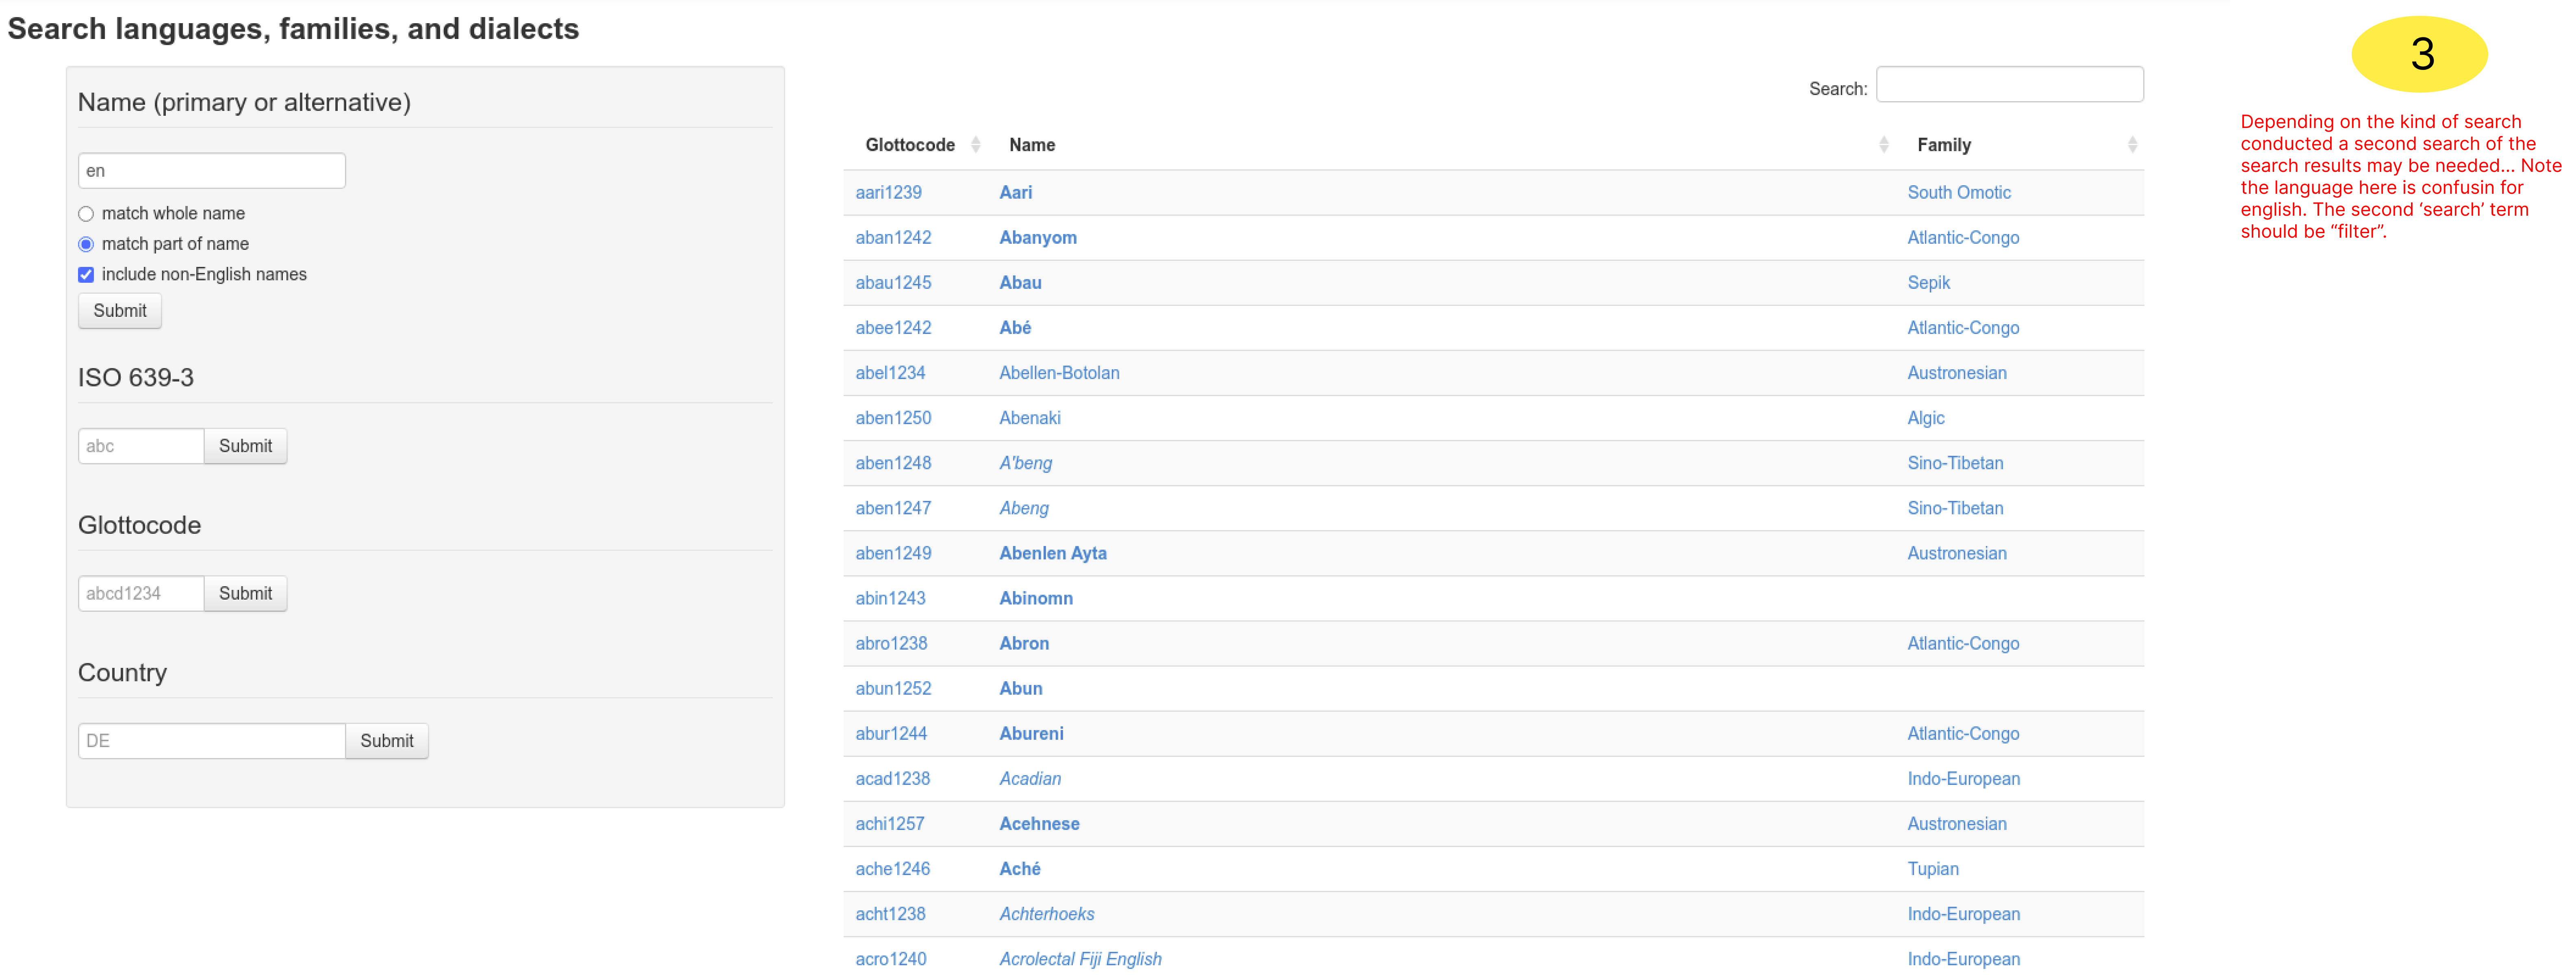 Search languages, families, and dialects
Name (primary or alternative)
en
match whole name
match part of name
include non-English names
Submit
ISO 639-3
abc Submit
Glottocode
abcd1234 Submit
Country
DE Submit
Search:
Glottocode Name Family
aari1239 Aari South Omotic
aban1242 Abanyom Atlantic-Congo
abau1245 Abau Sepik
abee1242 Abé Atlantic-Congo
abel1234 Abellen-Botolan Austronesian
aben1250 Abenaki Algic
aben1248 A'beng Sino-Tibetan
aben1247 Abeng Sino-Tibetan
aben1249 Abenlen Ayta Austronesian
abin1243 Abinomn
abro1238 Abron Atlantic-Congo
abun1252 Abun
abur1244 Abureni Atlantic-Congo
acad1238 Acadian Indo-European
achi1257 Acehnese Austronesian
ache1246 Aché Tupian
acht1238 Achterhoeks Indo-European
acro1240 Acrolectal Fiji English Indo-European
3
Depending on the kind of search
conducted a second search of the
search results may be needed... Note
the language here is confusin for
english. The second ‘search’ term
should be “filter”.